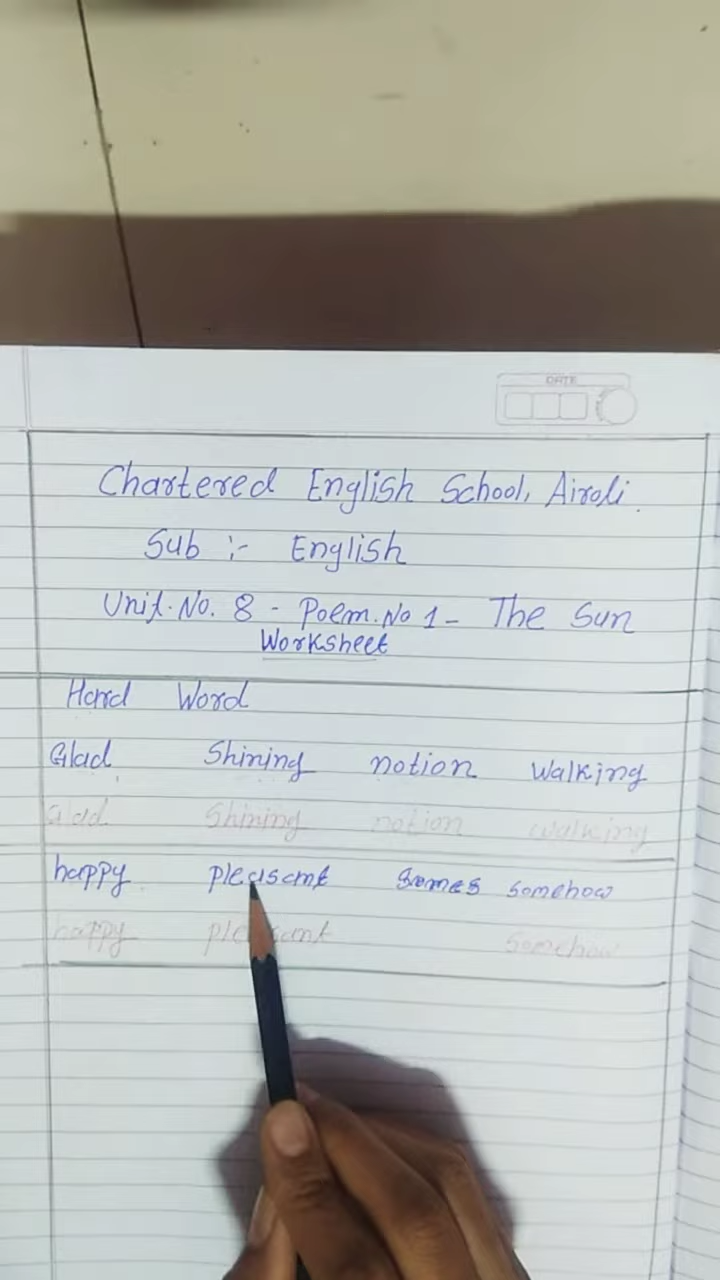 DATE
Chartered English School, Airoli.
Sub :- English
Unit. No. 8 - Poem. No 1 - The Sun
Worksheet
Hard Word
Glad Shining notion walking
Glad Shining notion walking
happy pleasant somehow
happy pleasant Somehow